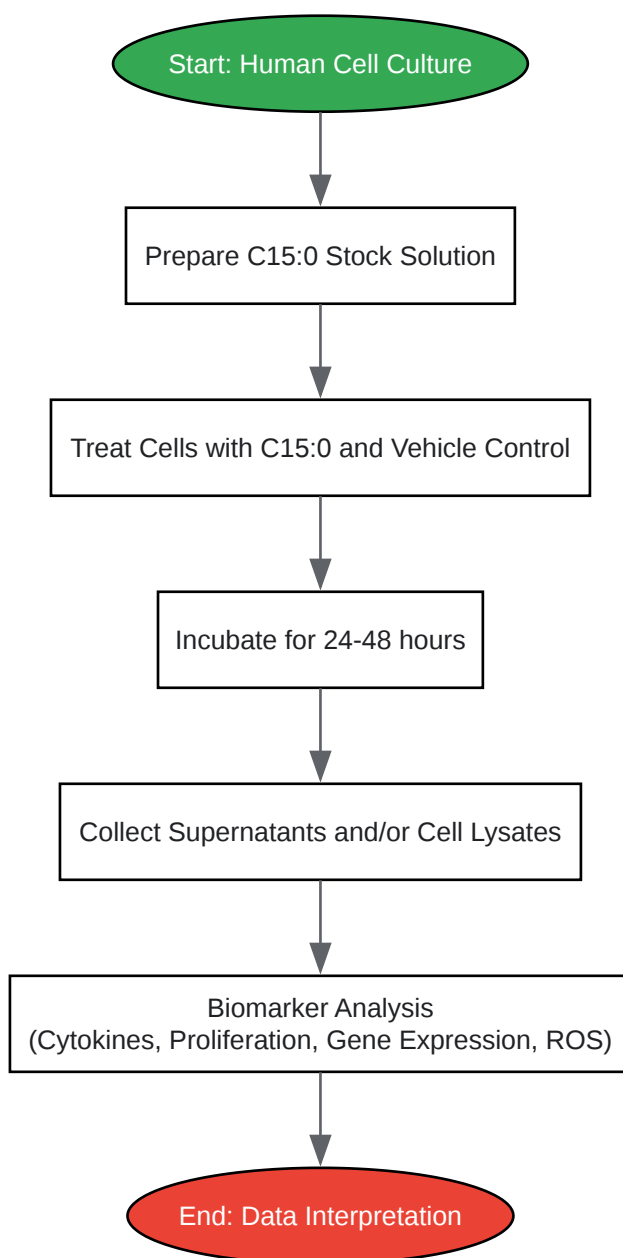 Start: Human Cell Culture
Prepare C15:0 Stock Solution
Treat Cells with C15:0 and Vehicle Control
Incubate for 24-48 hours
Collect Supernatants and/or Cell Lysates
Biomarker Analysis
(Cytokines, Proliferation, Gene Expression, ROS)
End: Data Interpretation